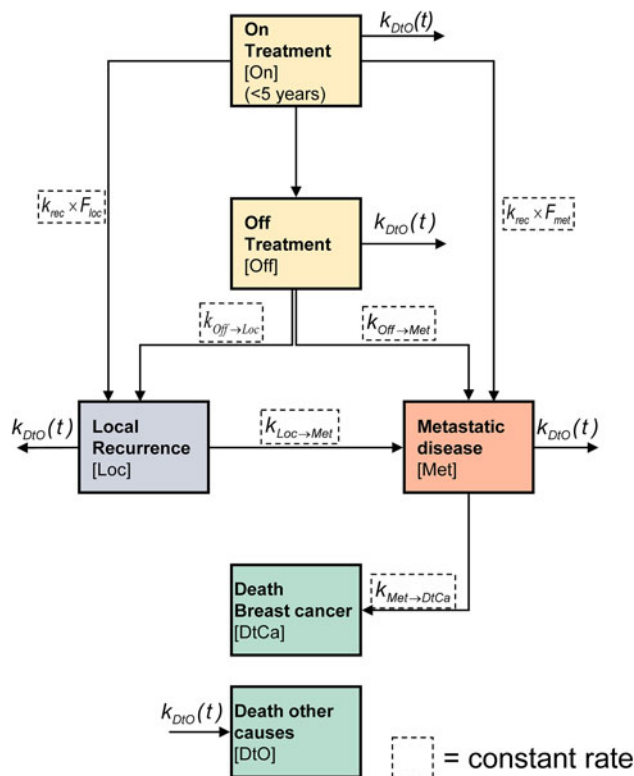 On
Treatment
[On]
(<5 years)
k_DtO(t)
k_rec × F_loc
k_rec × F_met
Off
Treatment
[Off]
k_DtO(t)
k_Off→Loc
k_Off→Met
k_DtO(t)
Local
Recurrence
[Loc]
k_Loc→Met
Metastatic
disease
[Met]
k_DtO(t)
Death
Breast cancer
[DtCa]
k_Met→DtCa
k_DtO(t)
Death other
causes
[DtO]
= constant rate